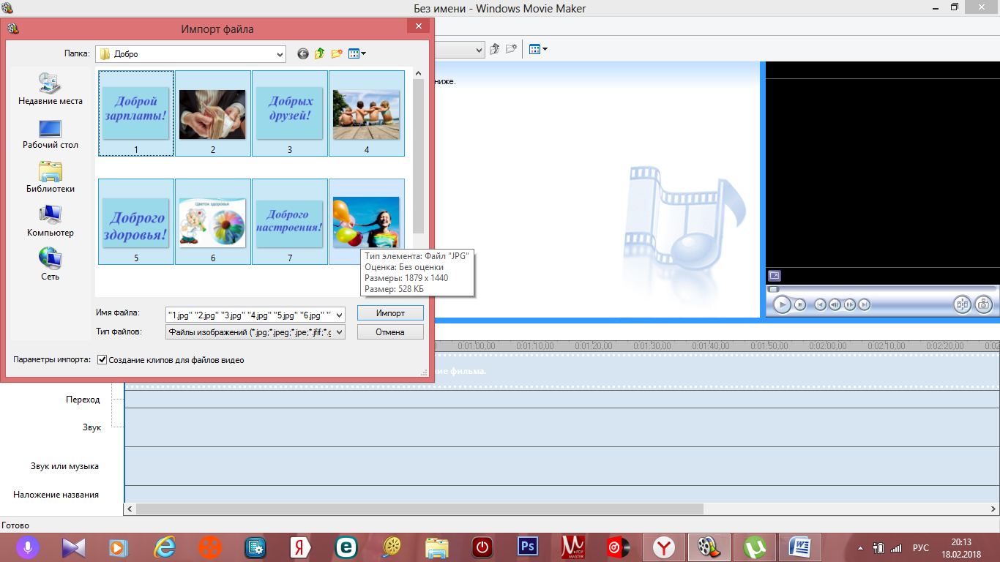 Без имени - Windows Movie Maker
Импорт файла
Папка:
Добро
Недавние места
Рабочий стол
Библиотеки
Компьютер
Сеть
Доброй
зарплаты!
1
2
Добрых
друзей!
3
4
Доброго
здоровья!
5
Цветок здоровья
6
Доброго
настроения!
7
Тип элемента: Файл "JPG"
Оценка: Без оценки
Размеры: 1879 x 1440
Размер: 528 КБ
Имя файла:
"1.jpg" "2.jpg" "3.jpg" "4.jpg" "5.jpg" "6.jpg"
Импорт
Тип файлов:
Файлы изображений (*.jpg;*.jpeg;*.jpe;*.jfif;*.g
Отмена
Параметры импорта:
Создание клипов для файлов видео
ниже.
0:01:00,00 0:01:10,00 0:01:20,00 0:01:30,00 0:01:40,00 0:01:50,00 0:02:00,00 0:02:10,00 0:02:20,00
ние фильма.
Переход
Звук
Звук или музыка
Наложение названия
Готово
Я
e
Ps
PDF
MASTER
Y
W
РУС
20:13
18.02.2018